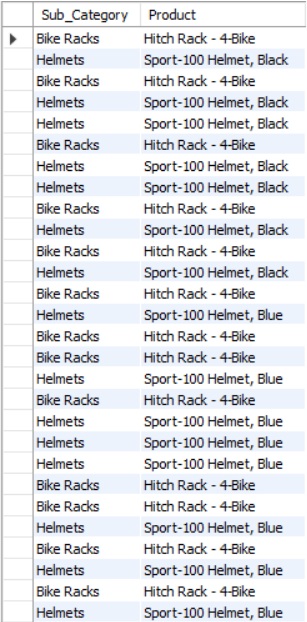 Sub_Category Product
Bike Racks Hitch Rack - 4-Bike
Helmets Sport-100 Helmet, Black
Bike Racks Hitch Rack - 4-Bike
Helmets Sport-100 Helmet, Black
Helmets Sport-100 Helmet, Black
Bike Racks Hitch Rack - 4-Bike
Helmets Sport-100 Helmet, Black
Helmets Sport-100 Helmet, Black
Bike Racks Hitch Rack - 4-Bike
Helmets Sport-100 Helmet, Black
Bike Racks Hitch Rack - 4-Bike
Helmets Sport-100 Helmet, Black
Bike Racks Hitch Rack - 4-Bike
Helmets Sport-100 Helmet, Blue
Bike Racks Hitch Rack - 4-Bike
Bike Racks Hitch Rack - 4-Bike
Helmets Sport-100 Helmet, Blue
Bike Racks Hitch Rack - 4-Bike
Helmets Sport-100 Helmet, Blue
Helmets Sport-100 Helmet, Blue
Helmets Sport-100 Helmet, Blue
Bike Racks Hitch Rack - 4-Bike
Bike Racks Hitch Rack - 4-Bike
Helmets Sport-100 Helmet, Blue
Bike Racks Hitch Rack - 4-Bike
Helmets Sport-100 Helmet, Blue
Bike Racks Hitch Rack - 4-Bike
Helmets Sport-100 Helmet, Blue